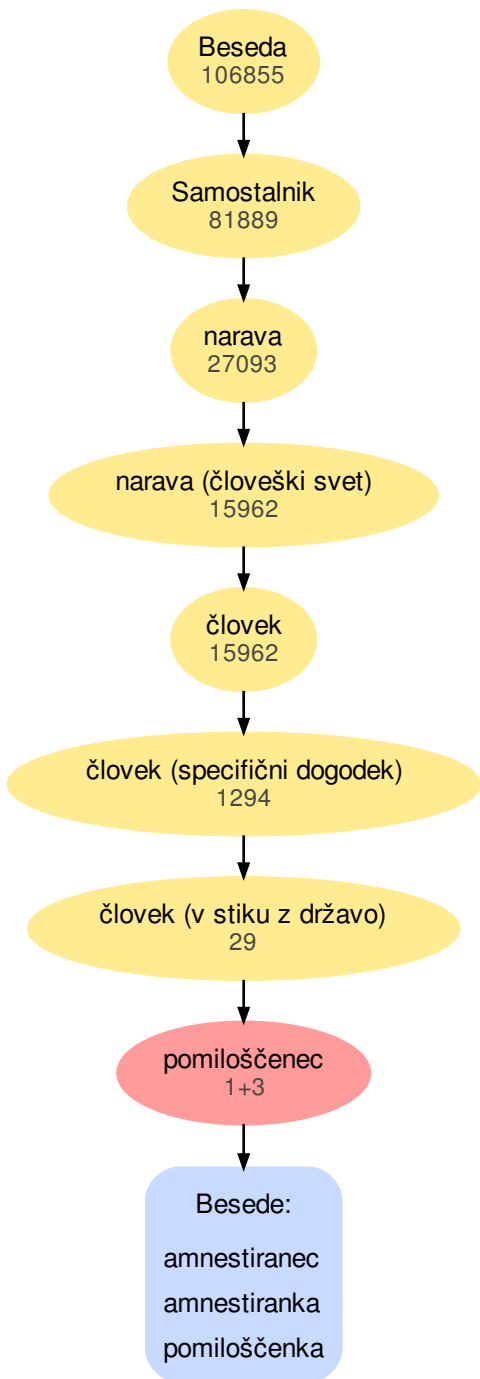 Beseda
106855
Samostalnik
81889
narava
27093
narava (človeški svet)
15962
človek
15962
človek (specifični dogodek)
1294
človek (v stiku z državo)
29
pomiloščenec
1+3
Besede:
amnestiranec
amnestiranka
pomiloščenka